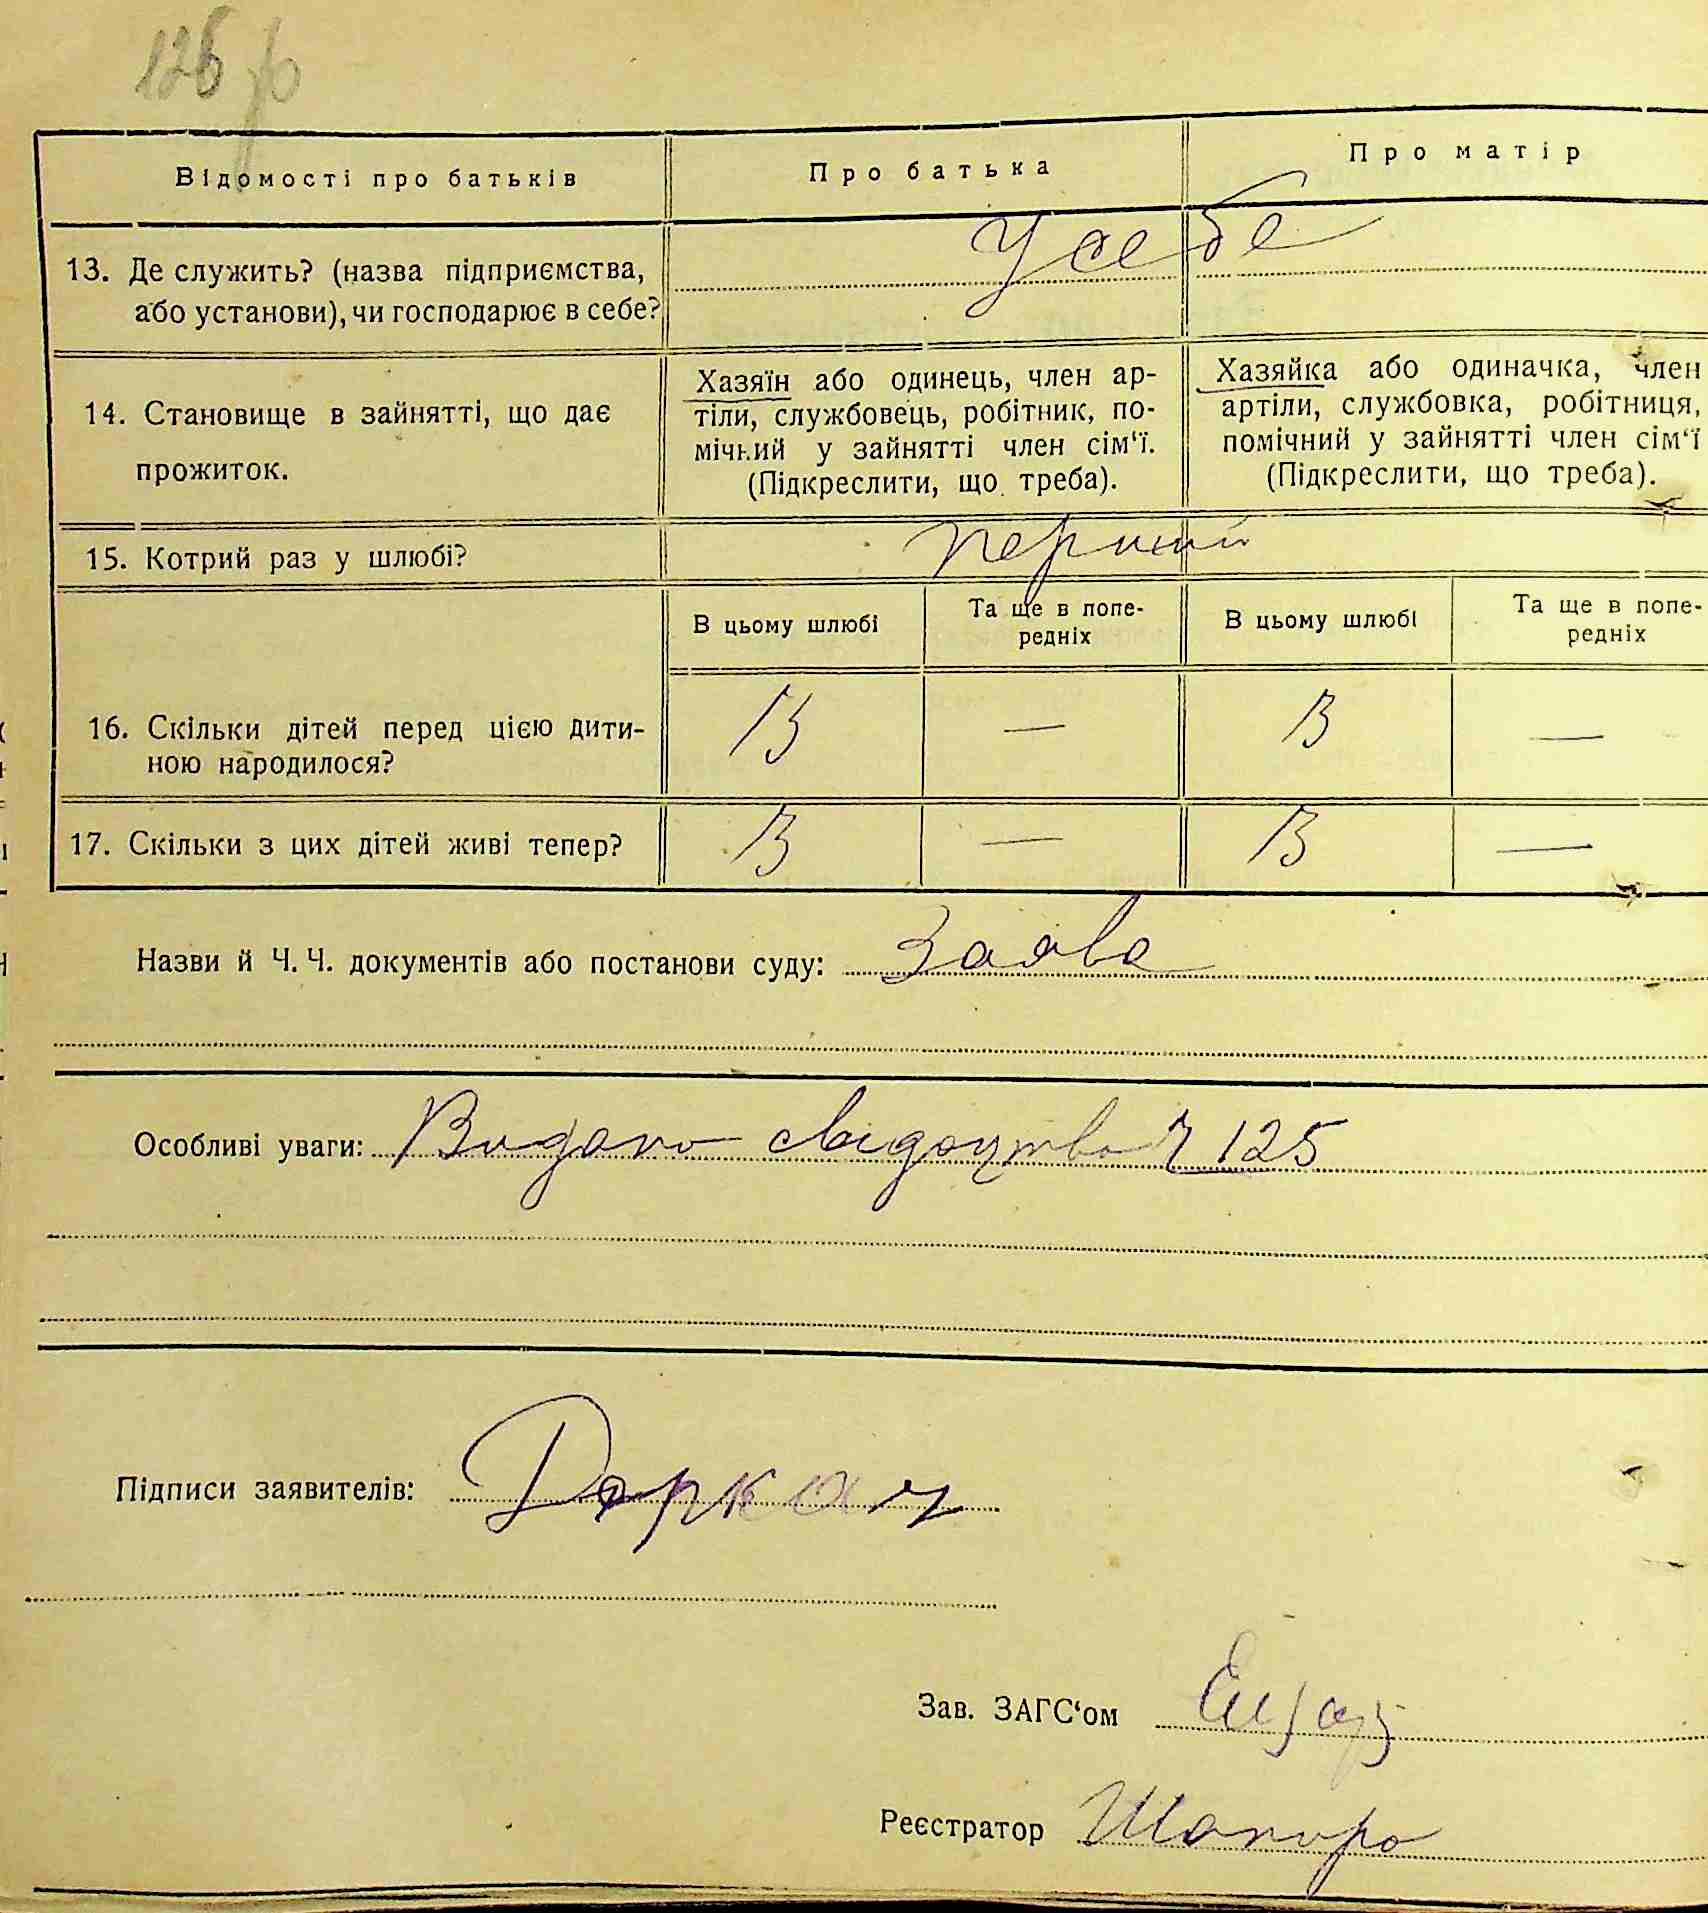 Відомості про батьків
Про батька
Про матір
13. Де служить? (назва підприємства,
або установи), чи господарює в себе?
У себе
14. Становище в зайнятті, що дає
прожиток.
Хазяїн або одинець, член ар-
тіли, службовець, робітник, по-
мічний у зайнятті член сім‘ї.
(Підкреслити, що треба).
Хазяйка або одиначка, член
артіли, службовка, робітниця,
помічний у зайнятті член сім‘ї
(Підкреслити, що треба).
15. Котрий раз у шлюбі?
перший
В цьому шлюбі
Та ще в попе-
редніх
В цьому шлюбі
Та ще в попе-
редніх
16. Скільки дітей перед цією дити-
ною народилося?
—
—
17. Скільки з цих дітей живі тепер?
—
—
Назви й Ч. Ч. документів або постанови суду: Заява
Особливі уваги: Видано свідоцтво Ч 125
Підписи заявителів: Даркач
Зав. ЗАГС‘ом
Реєстратор Шапиро